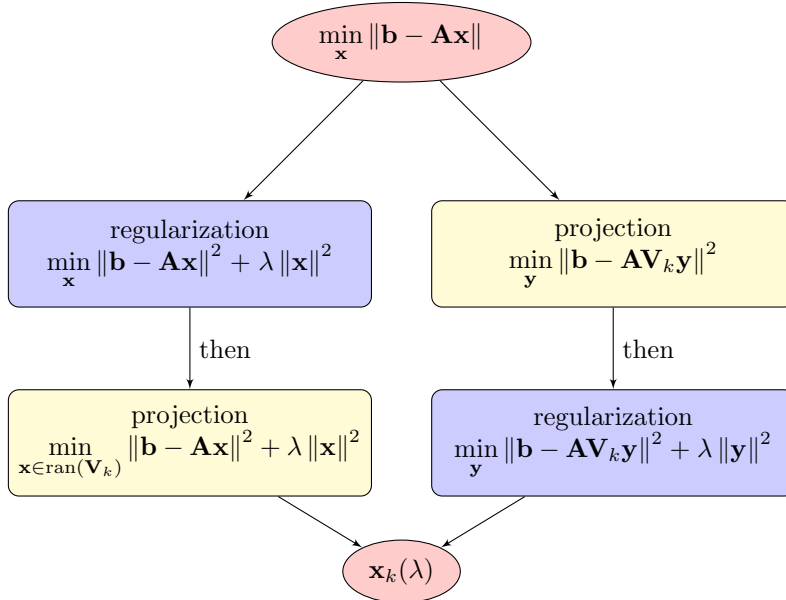 min_x ‖b − Ax‖
regularization
min_x ‖b − Ax‖² + λ ‖x‖²
projection
min_y ‖b − AV_k y‖²
then
then
projection
min_{x∈ran(V_k)} ‖b − Ax‖² + λ ‖x‖²
regularization
min_y ‖b − AV_k y‖² + λ ‖y‖²
x_k(λ)